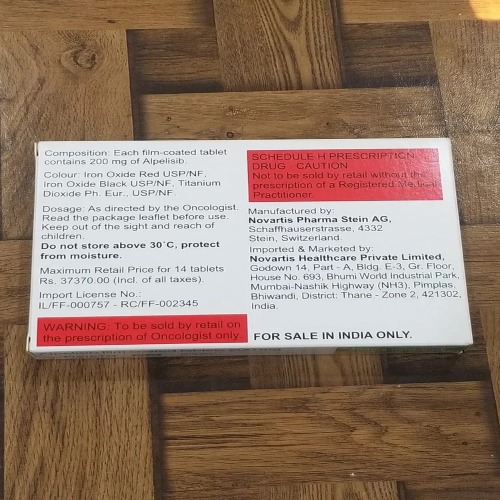 Composition: Each film-coated tablet
contains 200 mg of Alpelisib.
Colour: Iron Oxide Red USP/NF,
Iron Oxide Black USP/NF, Titanium
Dioxide Ph. Eur., USP/NF.
Dosage: As directed by the Oncologist.
Read the package leaflet before use.
Keep out of the sight and reach of
children.
Do not store above 30˚C, protect
from moisture.
Maximum Retail Price for 14 tablets
Rs. 37370.00 (Incl. of all taxes).
Import License No.:
IL/FF-000757 - RC/FF-002345
WARNING: To be sold by retail on
the prescription of Oncologist only.
SCHEDULE H PRESCRIPTION
DRUG - CAUTION
Not to be sold by retail without the
prescription of a Registered Medical
Practitioner.
Manufactured by:
Novartis Pharma Stein AG,
Schaffhauserstrasse, 4332
Stein, Switzerland.
Imported & Marketed by:
Novartis Healthcare Private Limited,
Godown 14, Part - A, Bldg. E-3, Gr. Floor,
House No. 693, Bhumi World Industrial Park,
Mumbai-Nashik Highway (NH3), Pimplas,
Bhiwandi, District: Thane - Zone 2, 421302,
India.
FOR SALE IN INDIA ONLY.